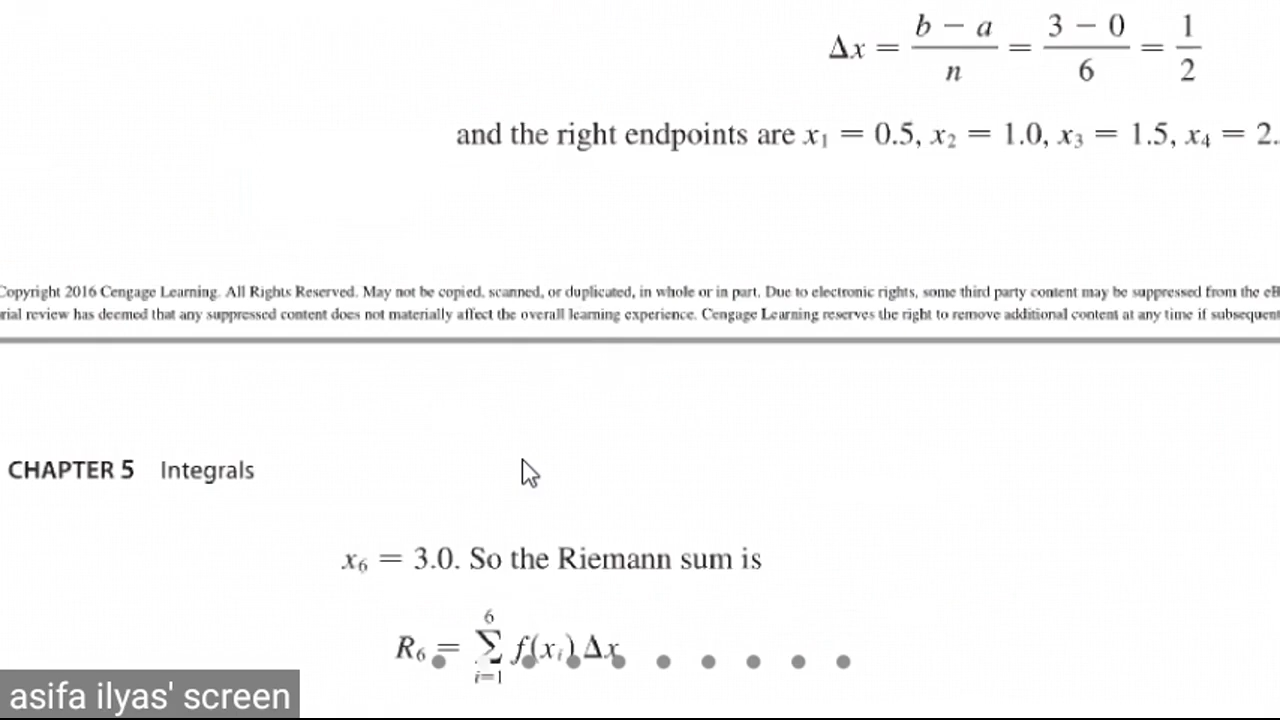 Δx = b − a / n = 3 − 0 / 6 = 1 / 2
and the right endpoints are x₁ = 0.5, x₂ = 1.0, x₃ = 1.5, x₄ = 2.
Copyright 2016 Cengage Learning. All Rights Reserved. May not be copied, scanned, or duplicated, in whole or in part. Due to electronic rights, some third party content may be suppressed from the eB
rial review has deemed that any suppressed content does not materially affect the overall learning experience. Cengage Learning reserves the right to remove additional content at any time if subsequent
CHAPTER 5 Integrals
x₆ = 3.0. So the Riemann sum is
R₆ = 6 ∑ i=1 f(xᵢ) Δx
asifa ilyas' screen